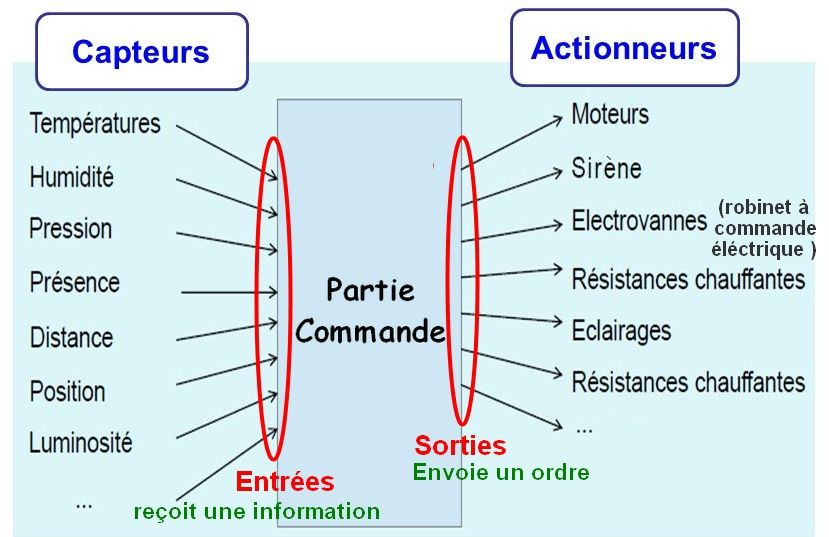 Capteurs
Actionneurs
Températures
Humidité
Pression
Présence
Distance
Position
Luminosité
...
Partie
Commande
Entrées
reçoit une information
Sorties
Envoie un ordre
Moteurs
Sirène
Electrovannes
(robinet à
commande
éléctrique )
Résistances chauffantes
Eclairages
Résistances chauffantes
...